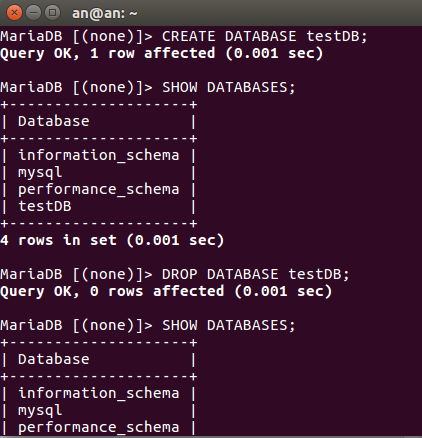 an@an: ~
MariaDB [(none)]> CREATE DATABASE testDB;
Query OK, 1 row affected (0.001 sec)
MariaDB [(none)]> SHOW DATABASES;
+--------------------+
| Database           |
+--------------------+
| information_schema |
| mysql              |
| performance_schema |
| testDB             |
+--------------------+
4 rows in set (0.001 sec)
MariaDB [(none)]> DROP DATABASE testDB;
Query OK, 0 rows affected (0.001 sec)
MariaDB [(none)]> SHOW DATABASES;
+--------------------+
| Database           |
+--------------------+
| information_schema |
| mysql              |
| performance_schema |